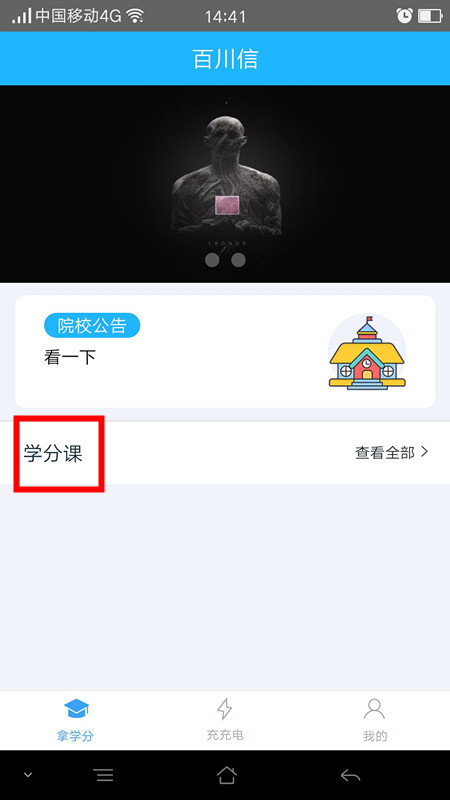 中国移动4G 14:41
百川信
CRONOS
院校公告
看一下
学分课 查看全部
拿学分 充充电 我的